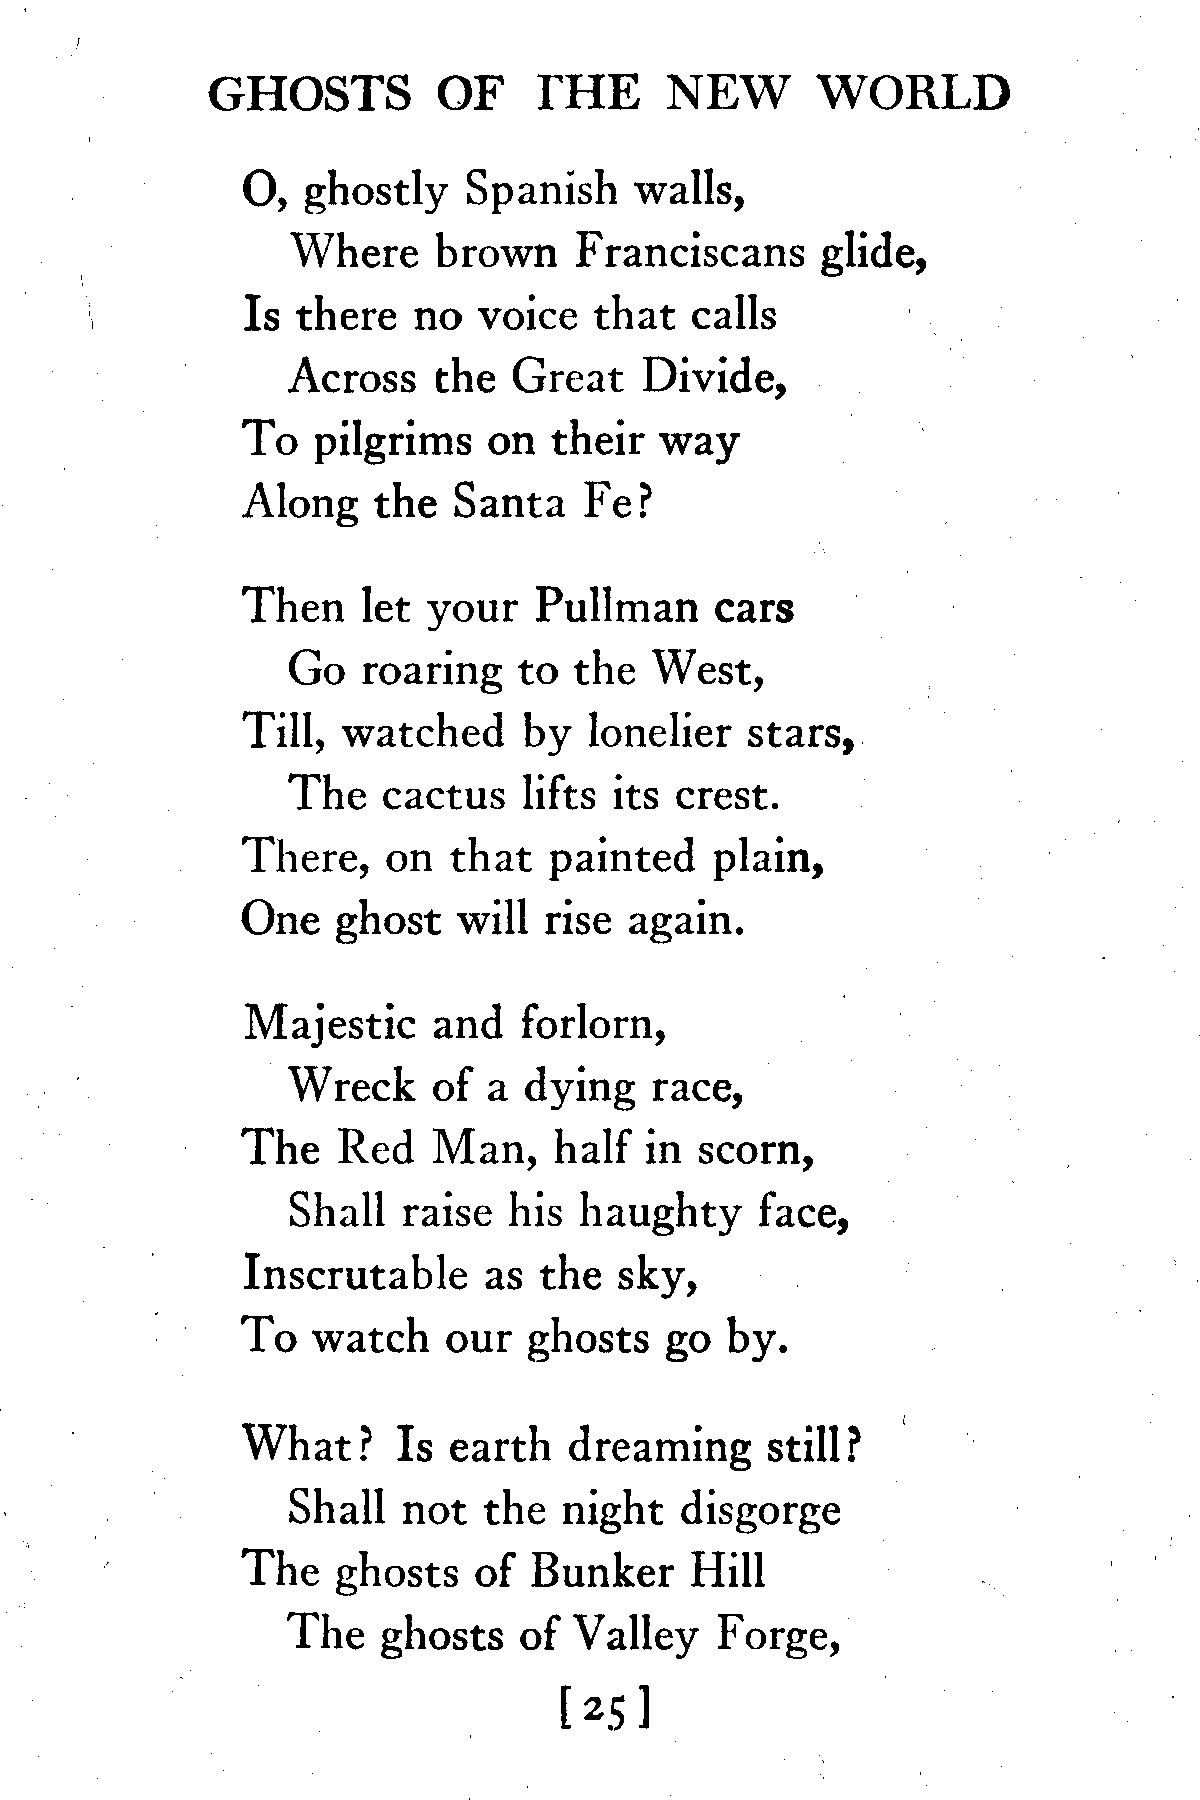 GHOSTS OF THE NEW WORLD
O, ghostly Spanish walls,
Where brown Franciscans glide,
Is there no voice that calls
Across the Great Divide,
To pilgrims on their way
Along the Santa Fe?
Then let your Pullman cars
Go roaring to the West,
Till, watched by lonelier stars,
The cactus lifts its crest.
There, on that painted plain,
One ghost will rise again.
Majestic and forlorn,
Wreck of a dying race,
The Red Man, half in scorn,
Shall raise his haughty face,
Inscrutable as the sky,
To watch our ghosts go by.
What? Is earth dreaming still?
Shall not the night disgorge
The ghosts of Bunker Hill
The ghosts of Valley Forge,
[25]